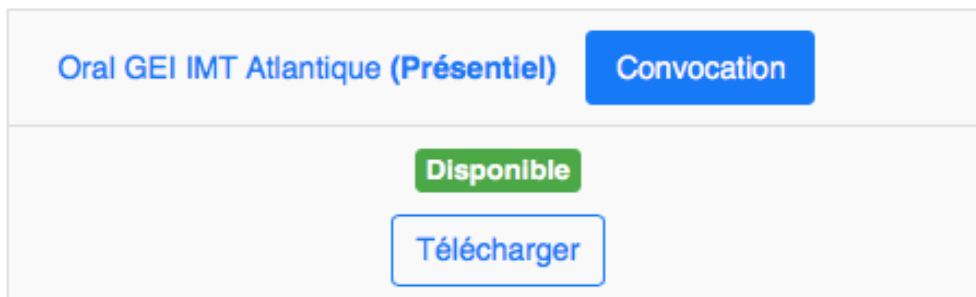 Oral GEI IMT Atlantique (Présentiel) Convocation
Disponible
Télécharger